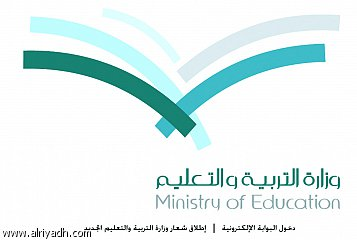 وزارة التربية والتعليم
Ministry of Education
دخول البوابة الإلكترونية | إطلاق شعار وزارة التربية والتعليم الجديد
www.alriyadh.com